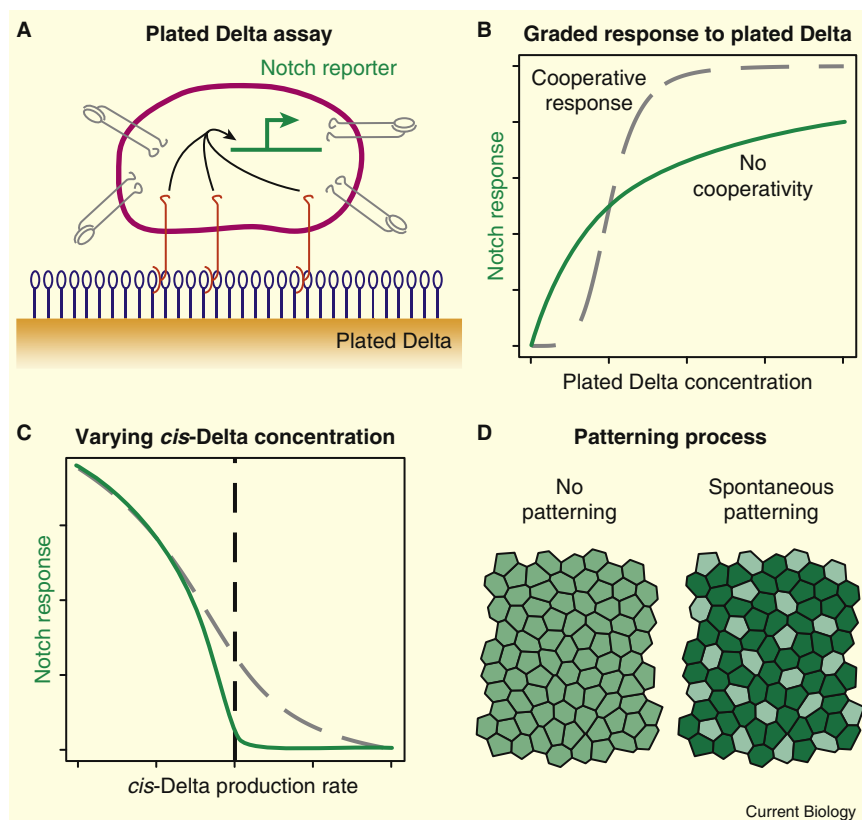 A
Plated Delta assay
Notch reporter
Plated Delta
B
Graded response to plated Delta
Cooperative
response
No
cooperativity
Notch response
Plated Delta concentration
C
Varying cis-Delta concentration
Notch response
cis-Delta production rate
D
Patterning process
No
patterning
Spontaneous
patterning
Current Biology